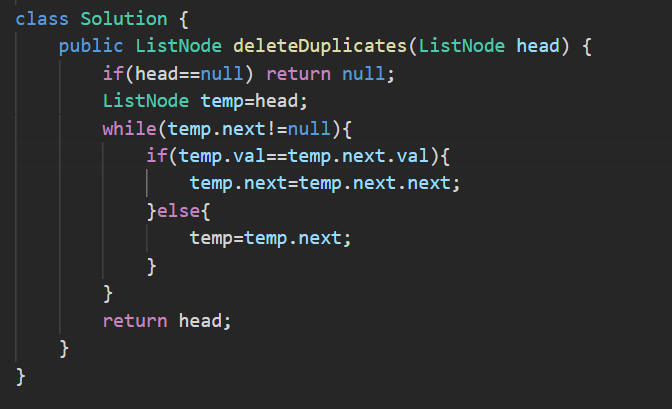 class Solution {
    public ListNode deleteDuplicates(ListNode head) {
        if(head==null) return null;
        ListNode temp=head;
        while(temp.next!=null){
            if(temp.val==temp.next.val){
                temp.next=temp.next.next;
            }else{
                temp=temp.next;
            }
        }
        return head;
    }
}